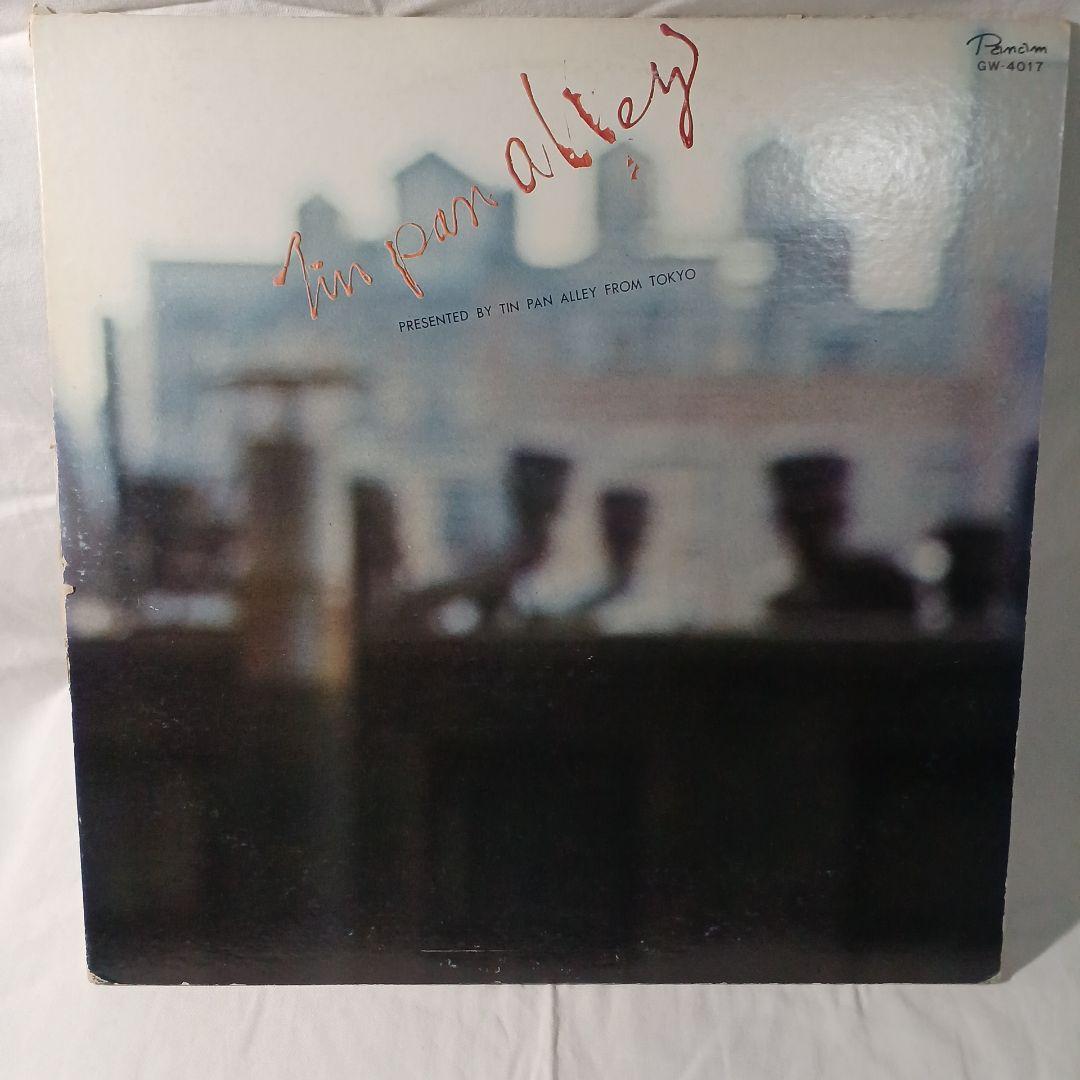 Panam
GW-4017
Tin pan alley
PRESENTED BY TIN PAN ALLEY FROM TOKYO